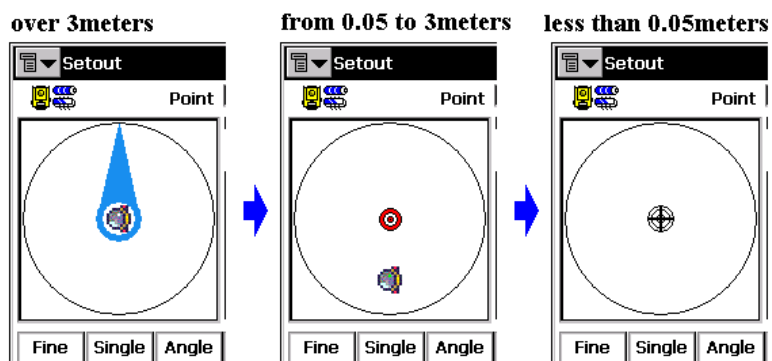 over 3meters
from 0.05 to 3meters
less than 0.05meters
Setout
Setout
Setout
Point
Point
Point
Fine Single Angle
Fine Single Angle
Fine Single Angle